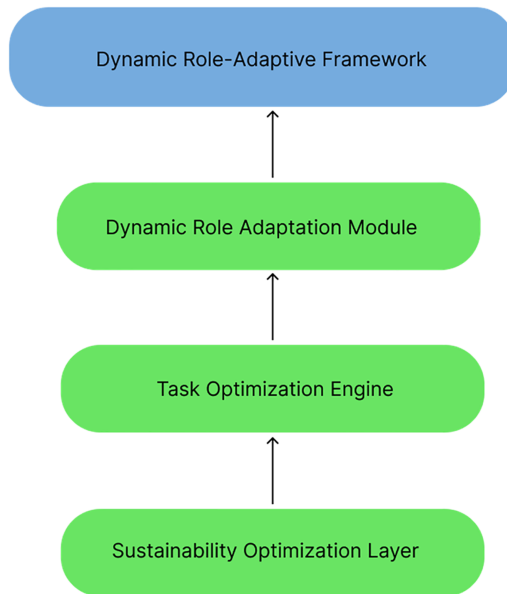 Dynamic Role-Adaptive Framework
Dynamic Role Adaptation Module
Task Optimization Engine
Sustainability Optimization Layer